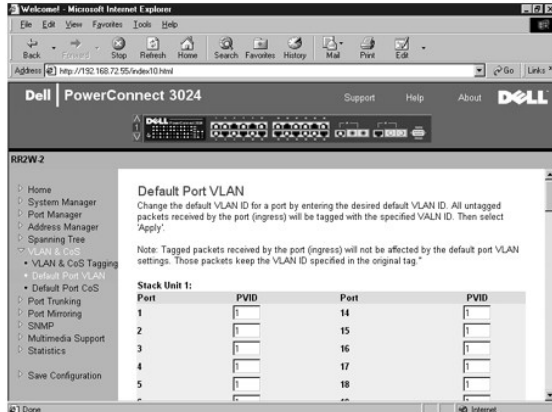 Welcome! - Microsoft Internet Explorer
File Edit View Favorites Tools Help
Back Forward Stop Refresh Home Search Favorites History Mail Print Edit
Address http://192.168.72.55/index10.html Go Links
Dell PowerConnect 3024
Support Help About DELL
DELL
RR2W-2
Home
System Manager
Port Manager
Address Manager
Spanning Tree
VLAN & CoS
VLAN & CoS Tagging
Default Port VLAN
Default Port CoS
Port Trunking
Port Mirroring
SNMP
Multimedia Support
Statistics
Save Configuration
Default Port VLAN
Change the default VLAN ID for a port by entering the desired default VLAN ID. All untagged
packets received by the port (ingress) will be tagged with the specified VALN ID. Then select
'Apply'.
Note: Tagged packets received by the port (ingress) will not be affected by the default port VLAN
settings. Those packets keep the VLAN ID specified in the original tag."
Stack Unit 1:
Port PVID Port PVID
1 1 14 1
2 1 15 1
3 1 16 1
4 1 17 1
5 1 18 1
Done Internet